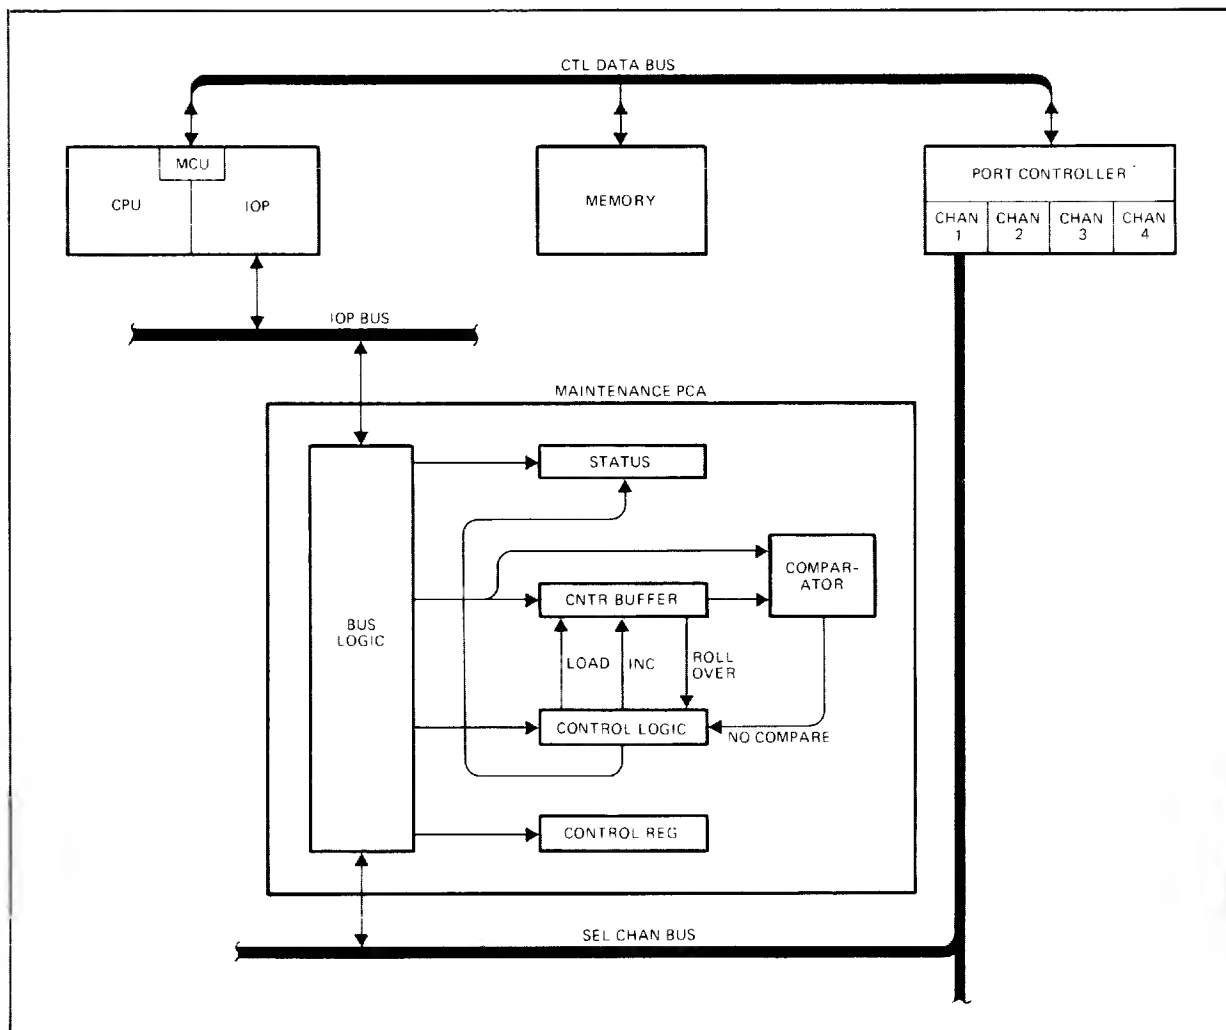 CTL DATA BUS
MCU
CPU
IOP
MEMORY
PORT CONTROLLER
CHAN
1
CHAN
2
CHAN
3
CHAN
4
IOP BUS
MAINTENANCE PCA
BUS
LOGIC
STATUS
COMPAR-
ATOR
CNTR BUFFER
LOAD
INC
ROLL
OVER
CONTROL LOGIC
NO COMPARE
CONTROL REG
SEL CHAN BUS